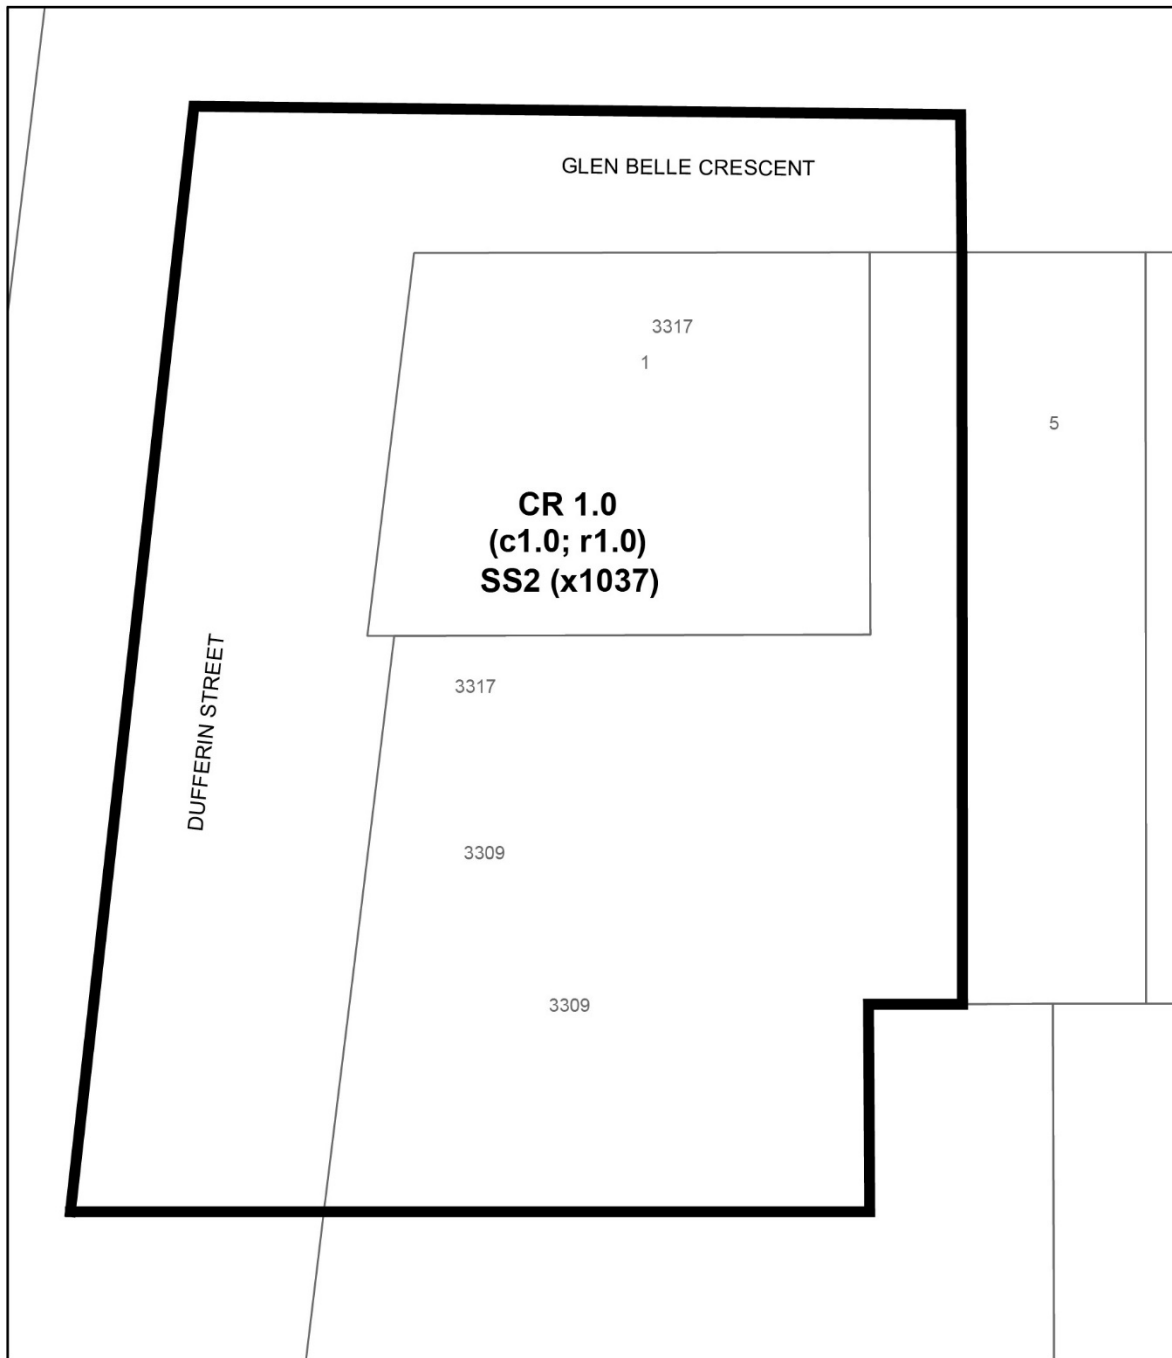 GLEN BELLE CRESCENT
3317
1
5
CR 1.0
(c1.0; r1.0)
SS2 (x1037)
DUFFERIN STREET
3317
3309
3309